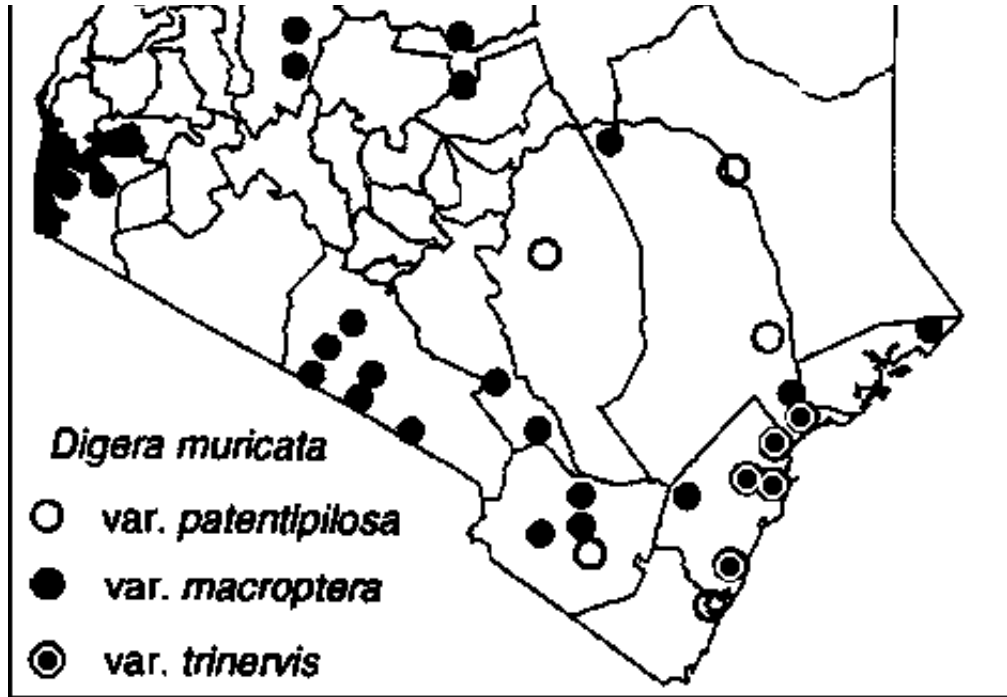 Digera muricata
var. patentipilosa
var. macroptera
var. trinervis